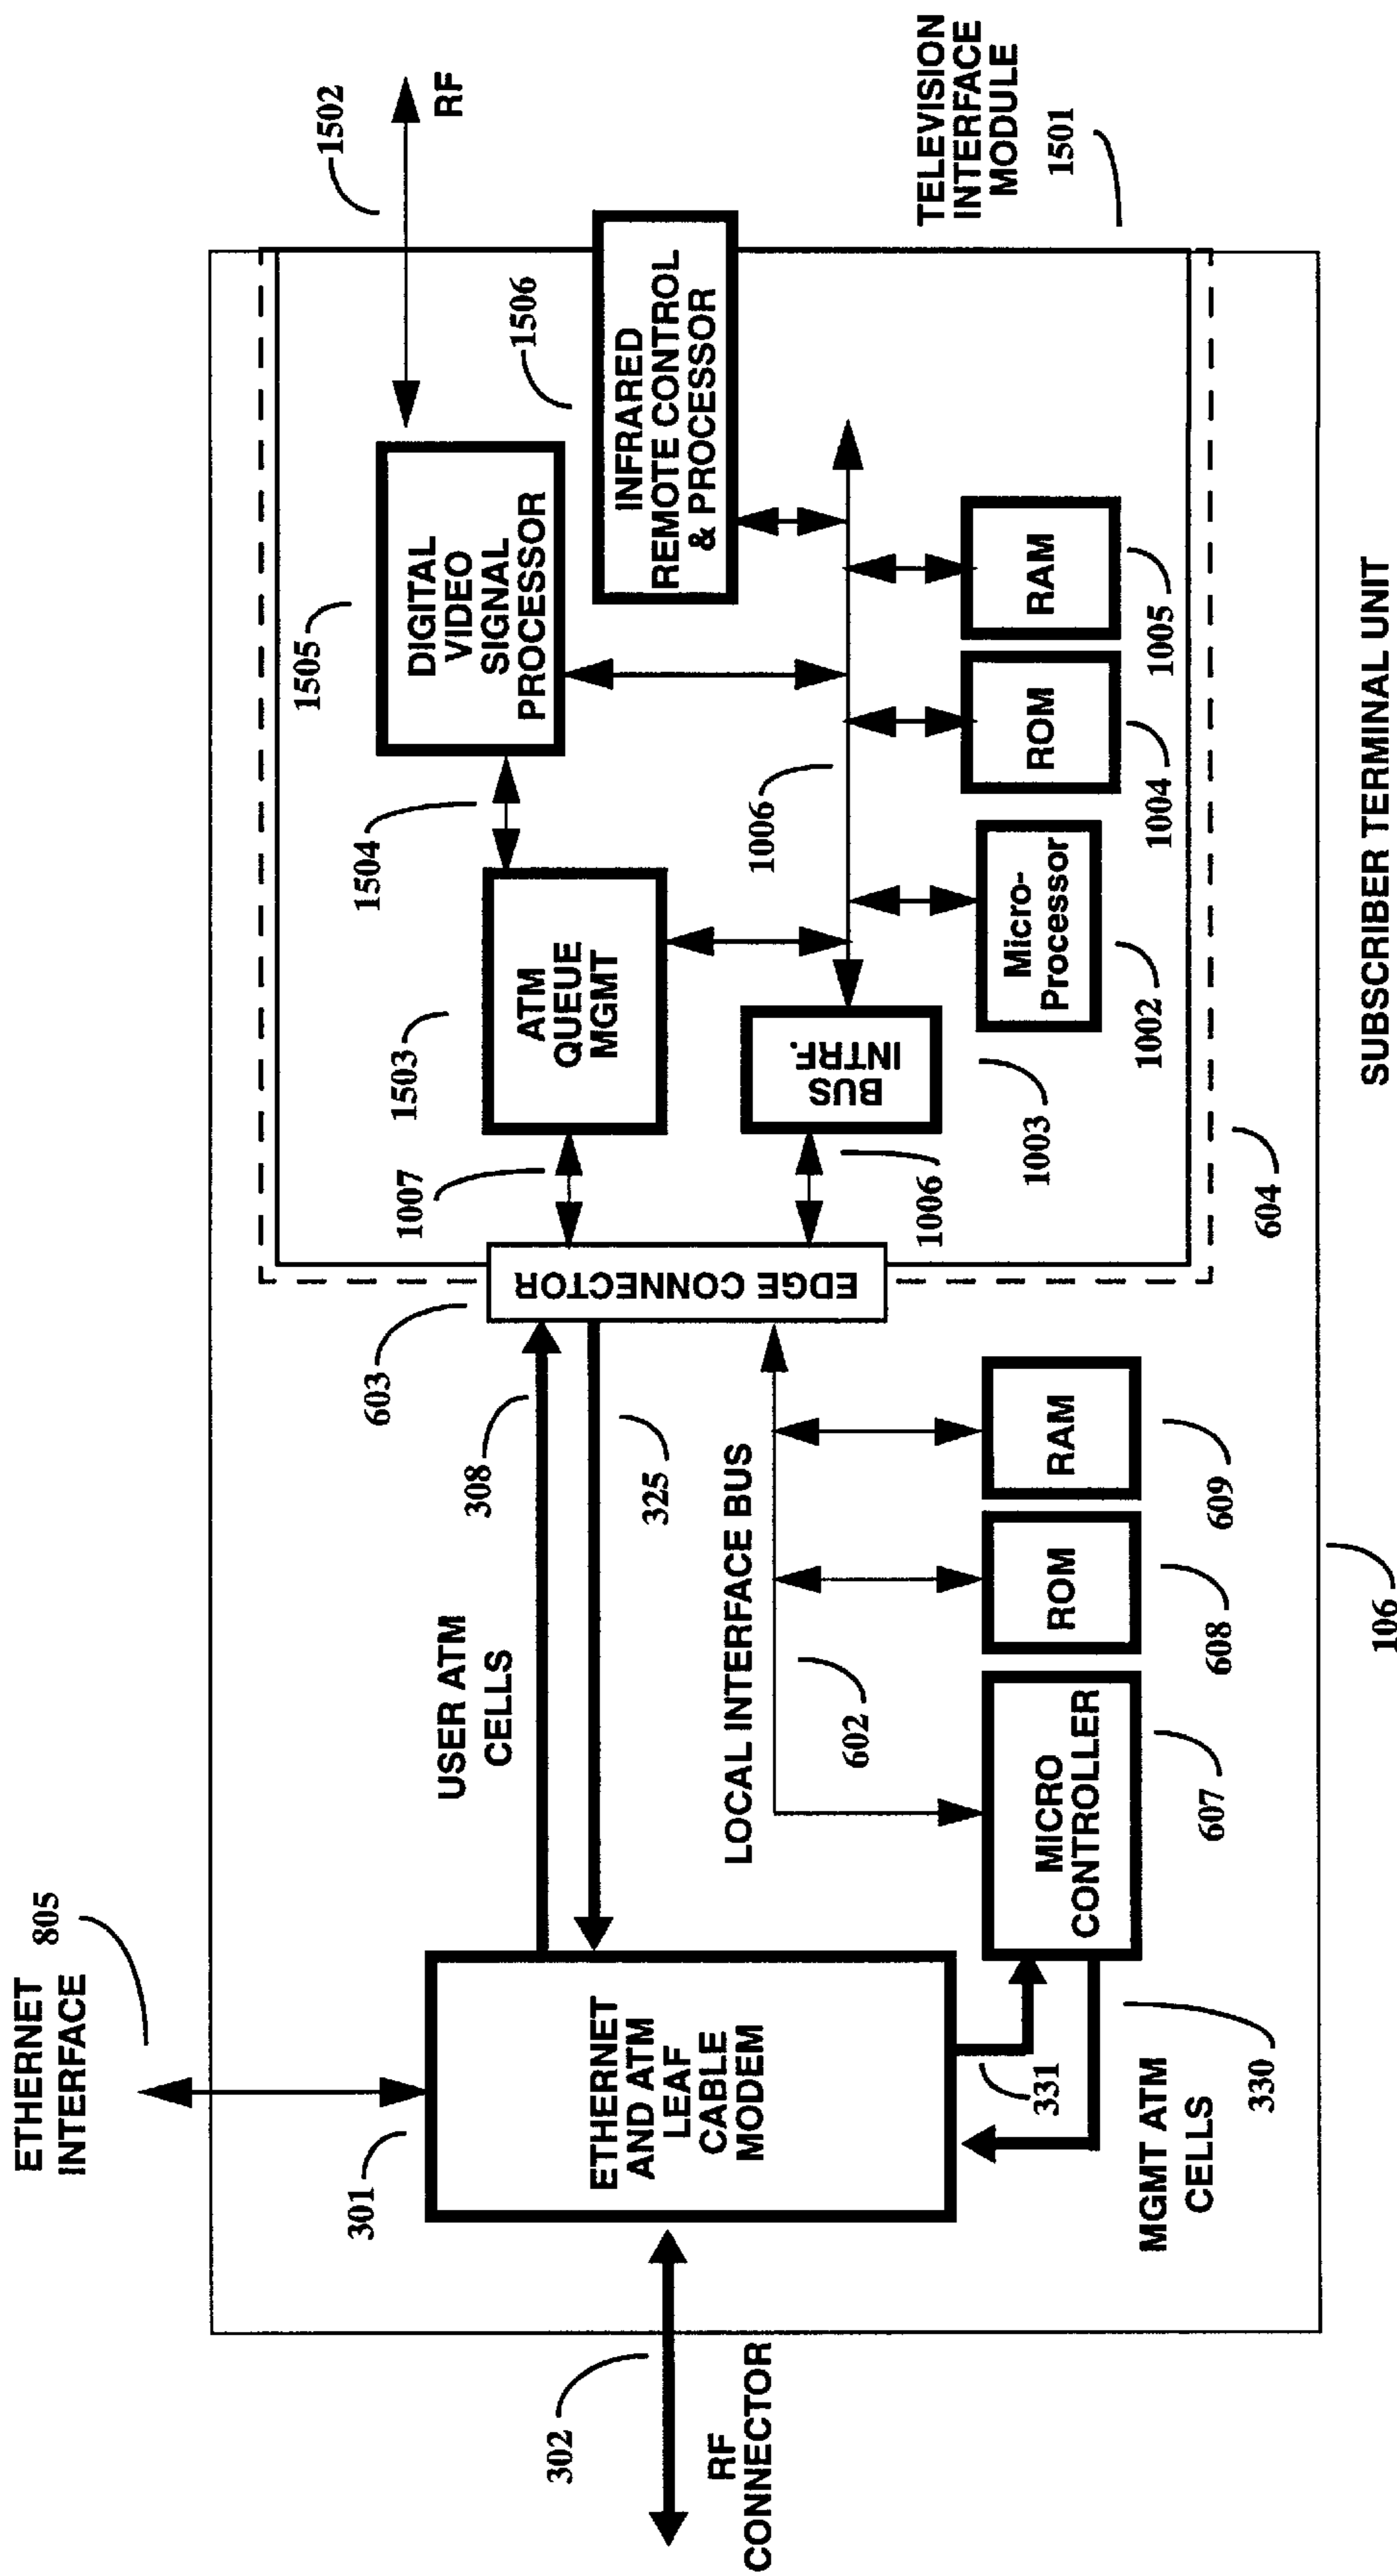 ETHERNET
INTERFACE
805
301
302
RF
CONNECTOR
ETHERNET
AND ATM
LEAF
CABLE
MODEM
USER ATM
CELLS
308
325
603
EDGE CONNECTOR
LOCAL INTERFACE BUS
602
MICRO
CONTROLLER
607
ROM
608
RAM
609
331
330
MGMT ATM
CELLS
1007
1503
ATM
QUEUE
MGMT
1504
1505
DIGITAL
VIDEO
SIGNAL
PROCESSOR
1502
RF
1506
INFRARED
REMOTE CONTROL
& PROCESSOR
1006
BUS
INTRF.
1003
1006
Micro-
Processor
1002
ROM
1004
RAM
1005
TELEVISION
INTERFACE
MODULE
1501
604
106
SUBSCRIBER TERMINAL UNIT